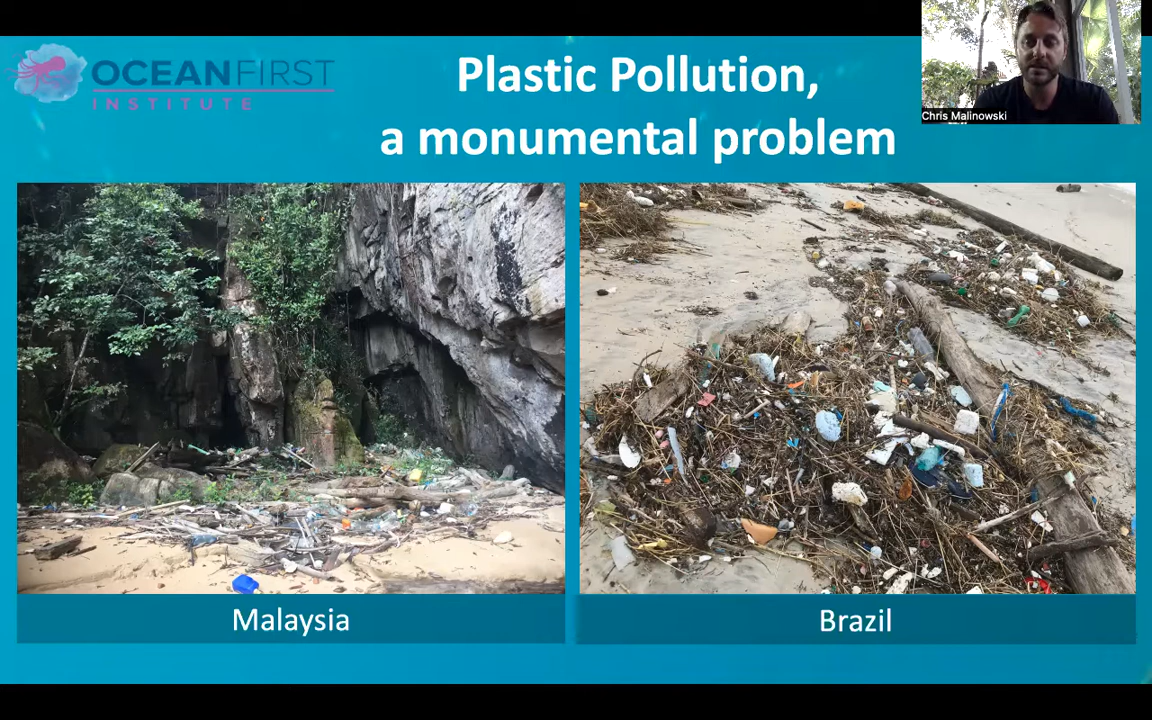 OCEANFIRST
INSTITUTE
Plastic Pollution,
a monumental problem
Chris Malinowski
Malaysia
Brazil